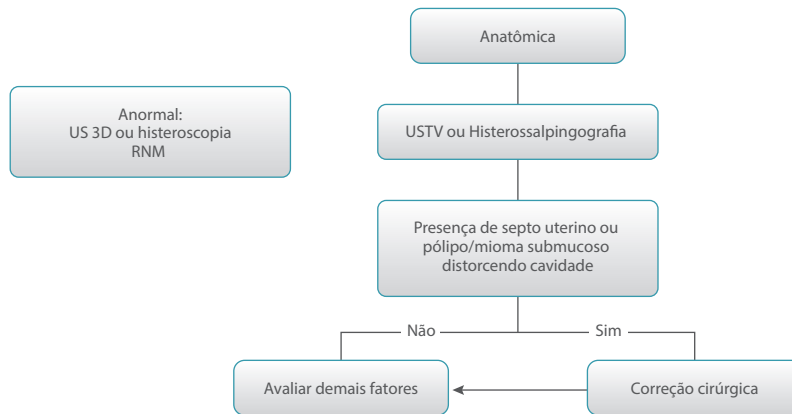 Anatômica
Anormal:
US 3D ou histeroscopia
RNM
USTV ou Histerossalpingografia
Presença de septo uterino ou
pólipo/mioma submucoso
distorcendo cavidade
Não
Sim
Avaliar demais fatores
Correção cirúrgica